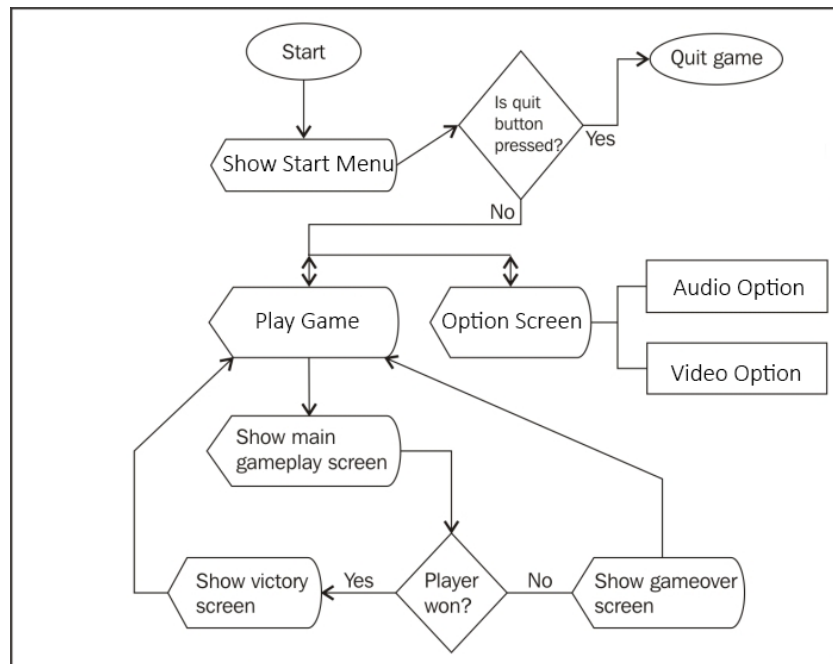 Start
Quit game
Is quit
button
pressed?
Yes
Show Start Menu
No
Audio Option
Play Game
Option Screen
Video Option
Show main
gameplay screen
Show victory
screen
Yes
Player
won?
No
Show gameover
screen